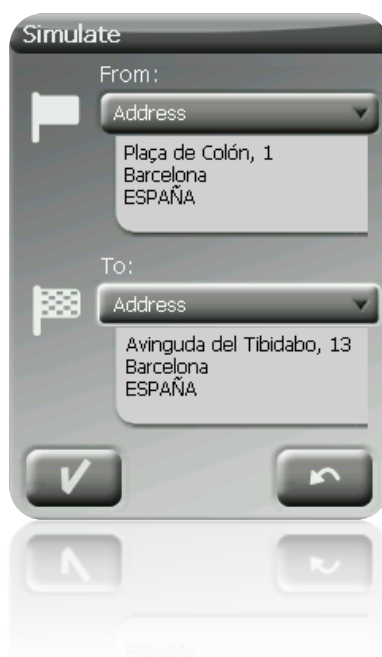 Simulate
From:
Address
Plaça de Colón, 1
Barcelona
ESPAÑA
To:
Address
Avinguda del Tibidabo, 13
Barcelona
ESPAÑA